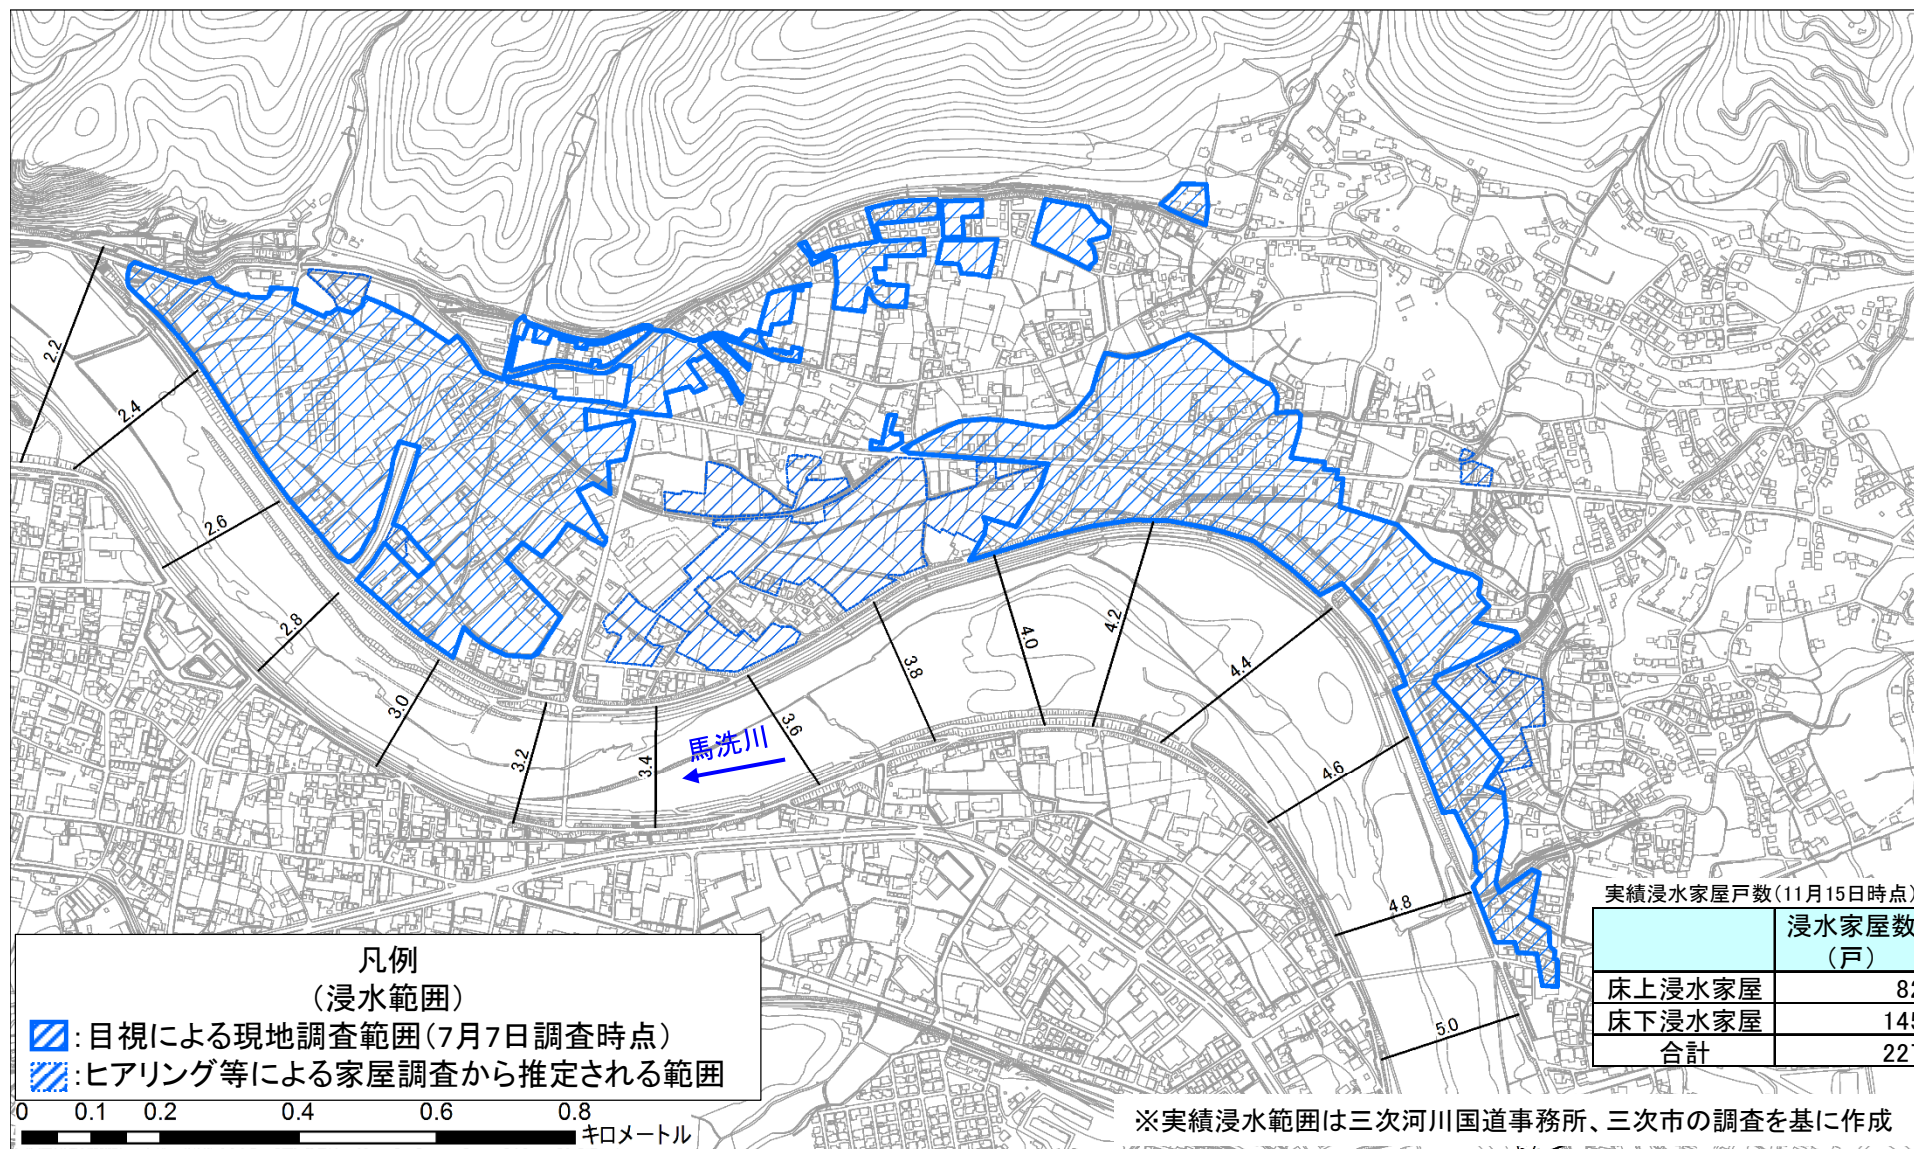 2.2
2.4
2.6
2.8
3.0
3.2
3.4
3.6
3.8
4.0
4.2
4.4
4.6
4.8
5.0
馬洗川
凡例
(浸水範囲)
:目視による現地調査範囲(7月7日調査時点)
:ヒアリング等による家屋調査から推定される範囲
0 0.1 0.2 0.4 0.6 0.8
キロメートル
実績浸水家屋戸数(11月15日時点)
浸水家屋数
(戸)
床上浸水家屋 82
床下浸水家屋 145
合計 227
※実績浸水範囲は三次河川国道事務所、三次市の調査を基に作成